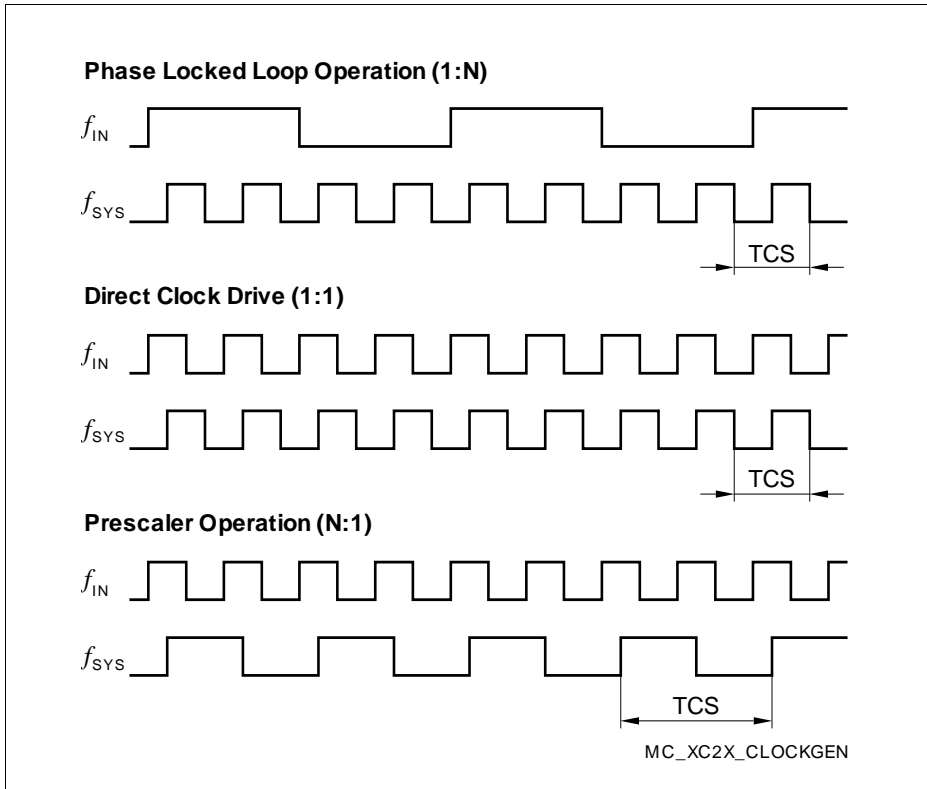 Phase Locked Loop Operation (1:N)
fIN
fSYS
TCS
Direct Clock Drive (1:1)
fIN
fSYS
TCS
Prescaler Operation (N:1)
fIN
fSYS
TCS
MC_XC2X_CLOCKGEN